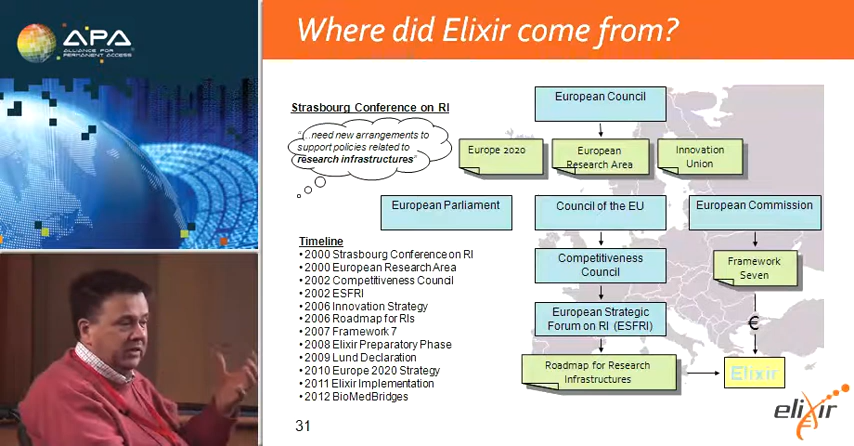 APA
ALLIANCE FOR
PERMANENT ACCESS
Where did Elixir come from?
Strasbourg Conference on RI
"...need new arrangements to
support policies related to
research infrastructures"
European Council
Europe 2020
European
Research Area
Innovation
Union
European Parliament
Council of the EU
European Commission
Competitiveness
Council
Framework
Seven
European Strategic
Forum on RI (ESFRI)
€
Roadmap for Research
Infrastructures
Elixir
Timeline
• 2000 Strasbourg Conference on RI
• 2000 European Research Area
• 2002 Competitiveness Council
• 2002 ESFRI
• 2006 Innovation Strategy
• 2006 Roadmap for RIs
• 2007 Framework 7
• 2008 Elixir Preparatory Phase
• 2009 Lund Declaration
• 2010 Europe 2020 Strategy
• 2011 Elixir Implementation
• 2012 BioMedBridges
31
elixir